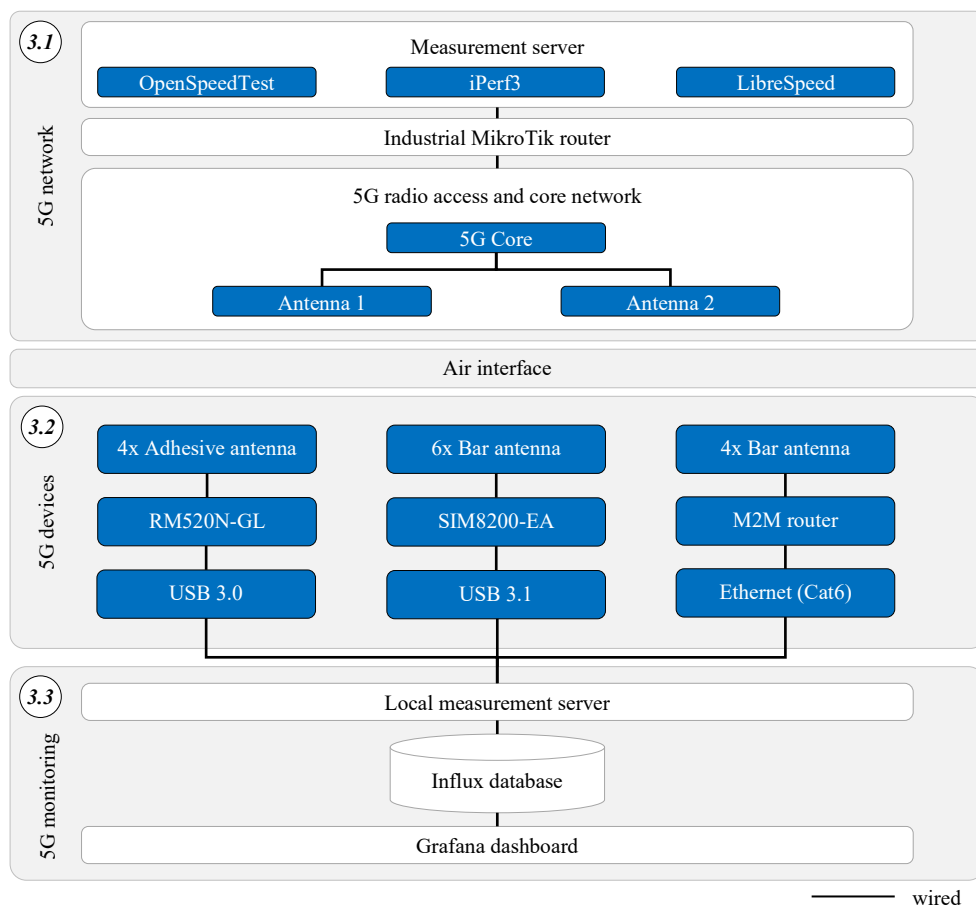 3.1
5G network
Measurement server
OpenSpeedTest
iPerf3
LibreSpeed
Industrial MikroTik router
5G radio access and core network
5G Core
Antenna 1
Antenna 2
Air interface
3.2
5G devices
4x Adhesive antenna
6x Bar antenna
4x Bar antenna
RM520N-GL
SIM8200-EA
M2M router
USB 3.0
USB 3.1
Ethernet (Cat6)
3.3
5G monitoring
Local measurement server
Influx database
Grafana dashboard
wired